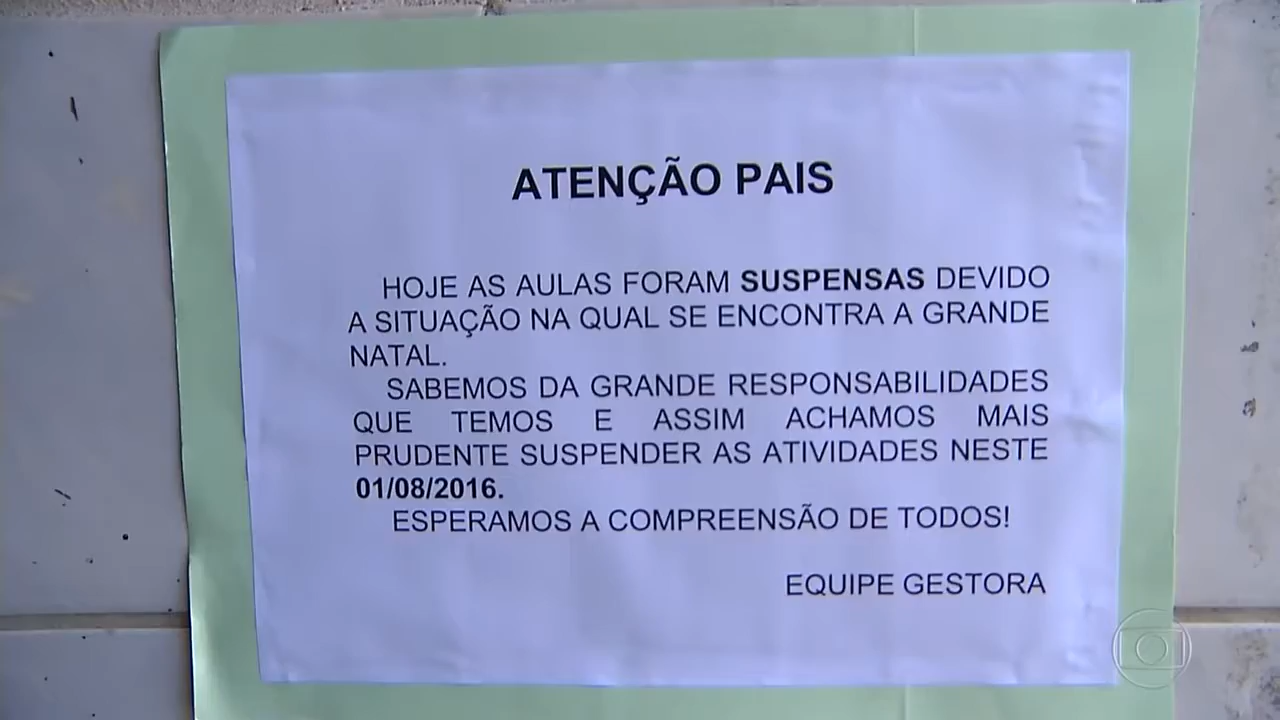 ATENÇÃO PAIS
HOJE AS AULAS FORAM SUSPENSAS DEVIDO
A SITUAÇÃO NA QUAL SE ENCONTRA A GRANDE
NATAL.
SABEMOS DA GRANDE RESPONSABILIDADES
QUE TEMOS E ASSIM ACHAMOS MAIS
PRUDENTE SUSPENDER AS ATIVIDADES NESTE
01/08/2016.
ESPERAMOS A COMPREENSÃO DE TODOS!
EQUIPE GESTORA